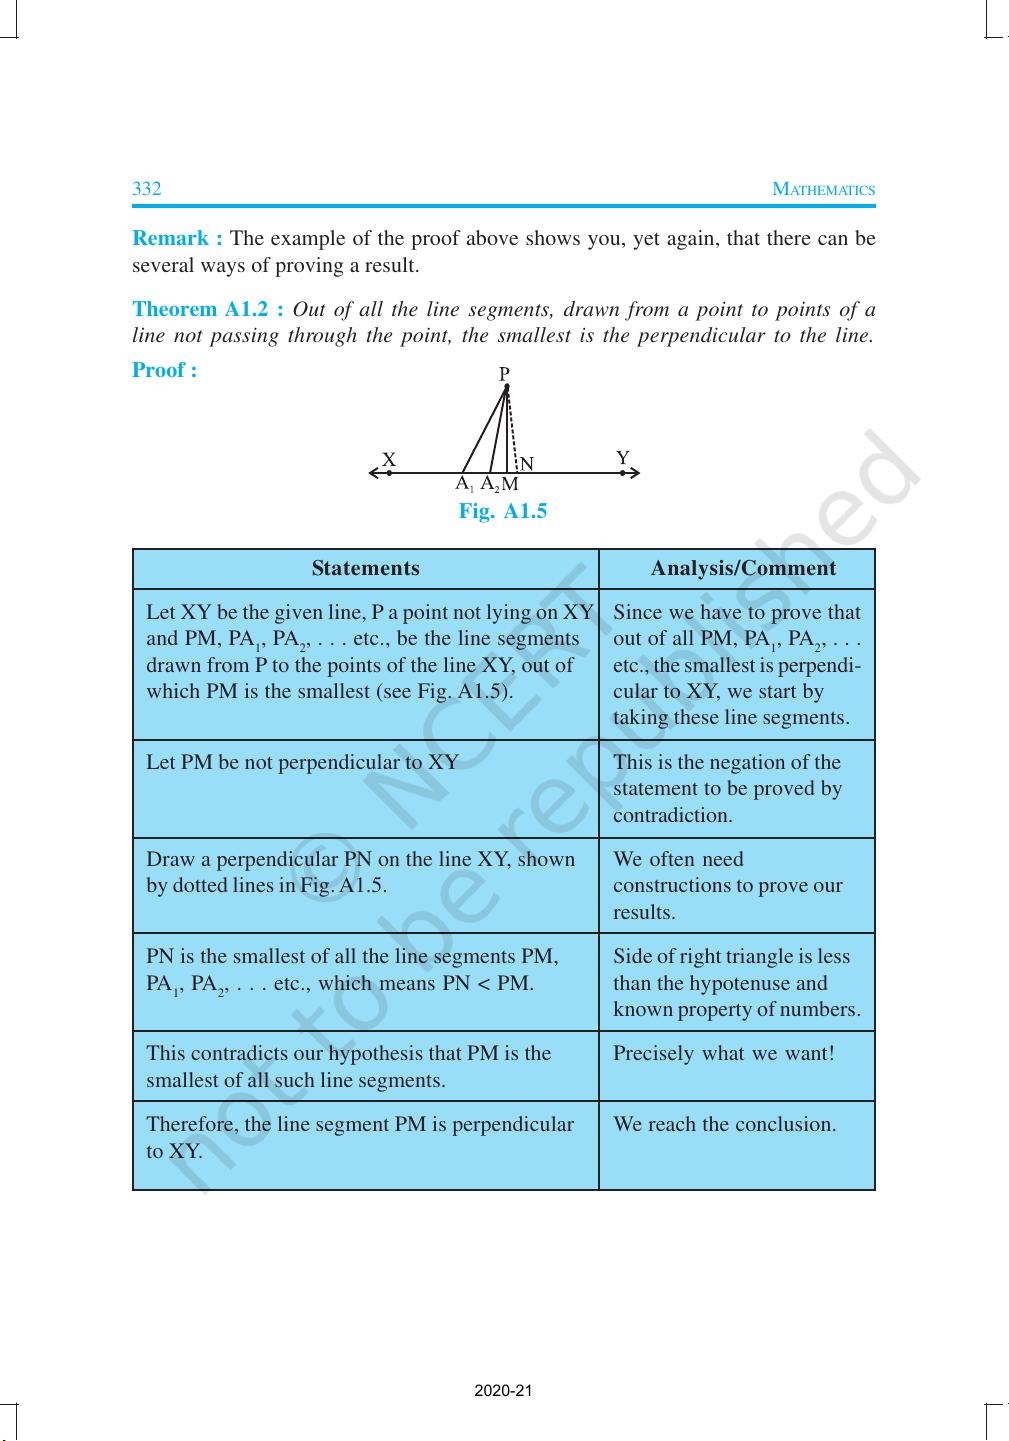 332
MATHEMATICS
Remark : The example of the proof above shows you, yet again, that there can be
several ways of proving a result.
Theorem A1.2 : Out of all the line segments, drawn from a point to points of a
line not passing through the point, the smallest is the perpendicular to the line.
Proof :
P
X
N
Y
A₁ A₂ M
Fig. A1.5
Statements
Analysis/Comment
Let XY be the given line, P a point not lying on XY
and PM, PA₁, PA₂, . . . etc., be the line segments
drawn from P to the points of the line XY, out of
which PM is the smallest (see Fig. A1.5).
Since we have to prove that
out of all PM, PA₁, PA₂, . . .
etc., the smallest is perpendi-
cular to XY, we start by
taking these line segments.
Let PM be not perpendicular to XY
This is the negation of the
statement to be proved by
contradiction.
Draw a perpendicular PN on the line XY, shown
by dotted lines in Fig. A1.5.
We often need
constructions to prove our
results.
PN is the smallest of all the line segments PM,
PA₁, PA₂, . . . etc., which means PN < PM.
Side of right triangle is less
than the hypotenuse and
known property of numbers.
This contradicts our hypothesis that PM is the
smallest of all such line segments.
Precisely what we want!
Therefore, the line segment PM is perpendicular
to XY.
We reach the conclusion.
© NCERT
not to be republished
2020-21